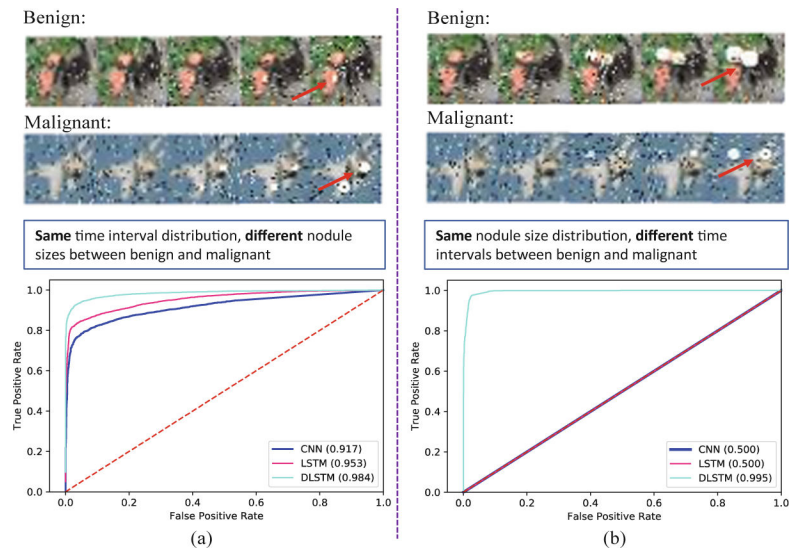 Benign:
Malignant:
Same time interval distribution, different nodule
sizes between benign and malignant
1.0
0.8
0.6
0.4
0.2
0.0
True Positive Rate
CNN (0.917)
LSTM (0.953)
DLSTM (0.984)
0.0 0.2 0.4 0.6 0.8 1.0
False Positive Rate
(a)
Benign:
Malignant:
Same nodule size distribution, different time
intervals between benign and malignant
1.0
0.8
0.6
0.4
0.2
0.0
True Positive Rate
CNN (0.500)
LSTM (0.500)
DLSTM (0.995)
0.0 0.2 0.4 0.6 0.8 1.0
False Positive Rate
(b)